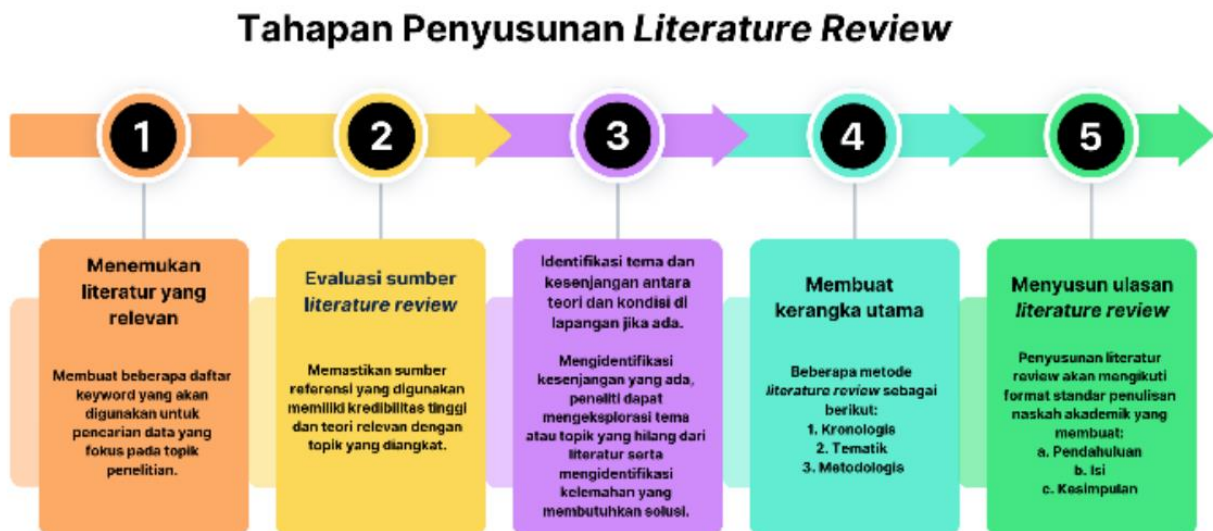 Tahapan Penyusunan Literature Review
1
2
3
4
5
Menemukan
literatur yang
relevan
Membuat beberapa daftar
keyword yang akan
digunakan untuk
pencarian data yang
fokus pada topik
penelitian.
Evaluasi sumber
literature review
Memastikan sumber
referensi yang digunakan
memiliki kredibilitas tinggi
dan teori relevan dengan
topik yang diangkat.
Identifikasi tema dan
kesenjangan antara
teori dan kondisi di
lapangan jika ada.
Mengidentifikasi
kesenjangan yang ada,
peneliti dapat
mengeksplorasi tema
atau topik yang hilang dari
literatur serta
mengidentifikasi
kelemahan yang
membutuhkan solusi.
Membuat
kerangka utama
Beberapa metode
literature review sebagai
berikut:
1. Kronologis
2. Tematik
3. Metodologis
Menyusun ulasan
literature review
Penyusunan literatur
review akan mengikuti
format standar penulisan
naskah akademik yang
membuat:
a. Pendahuluan
b. Isi
c. Kesimpulan